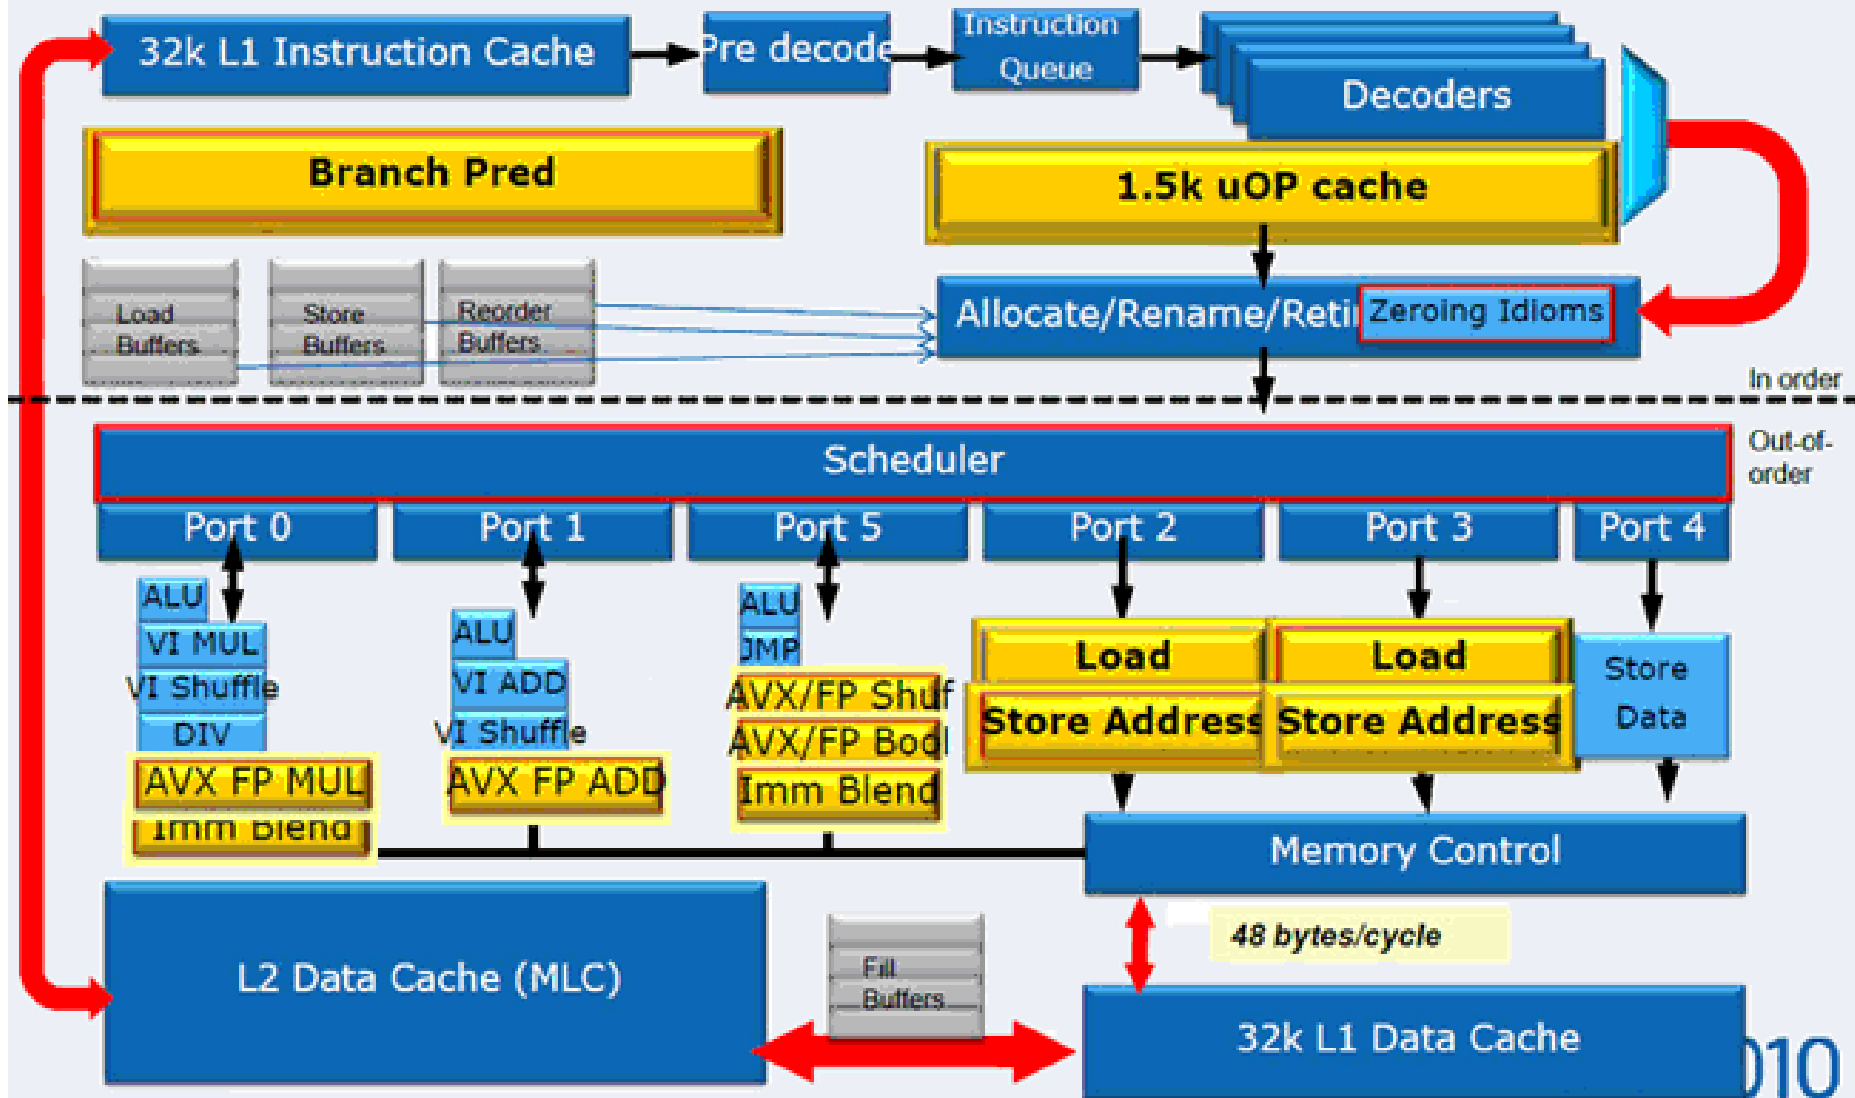 32k L1 Instruction Cache
Pre decode
Instruction
Queue
Decoders
Branch Pred
1.5k uOP cache
Load
Buffers
Store
Buffers
Reorder
Buffers
Allocate/Rename/Reti
Zeroing Idioms
In order
Out-of-
order
Scheduler
Port 0
Port 1
Port 5
Port 2
Port 3
Port 4
ALU
VI MUL
VI Shuffle
DIV
AVX FP MUL
Imm Blend
ALU
VI ADD
VI Shuffle
AVX FP ADD
ALU
JMP
AVX/FP Shuf
AVX/FP Bool
Imm Blend
Load
Store Address
Load
Store Address
Store
Data
Memory Control
48 bytes/cycle
L2 Data Cache (MLC)
Fill
Buffers
32k L1 Data Cache
010